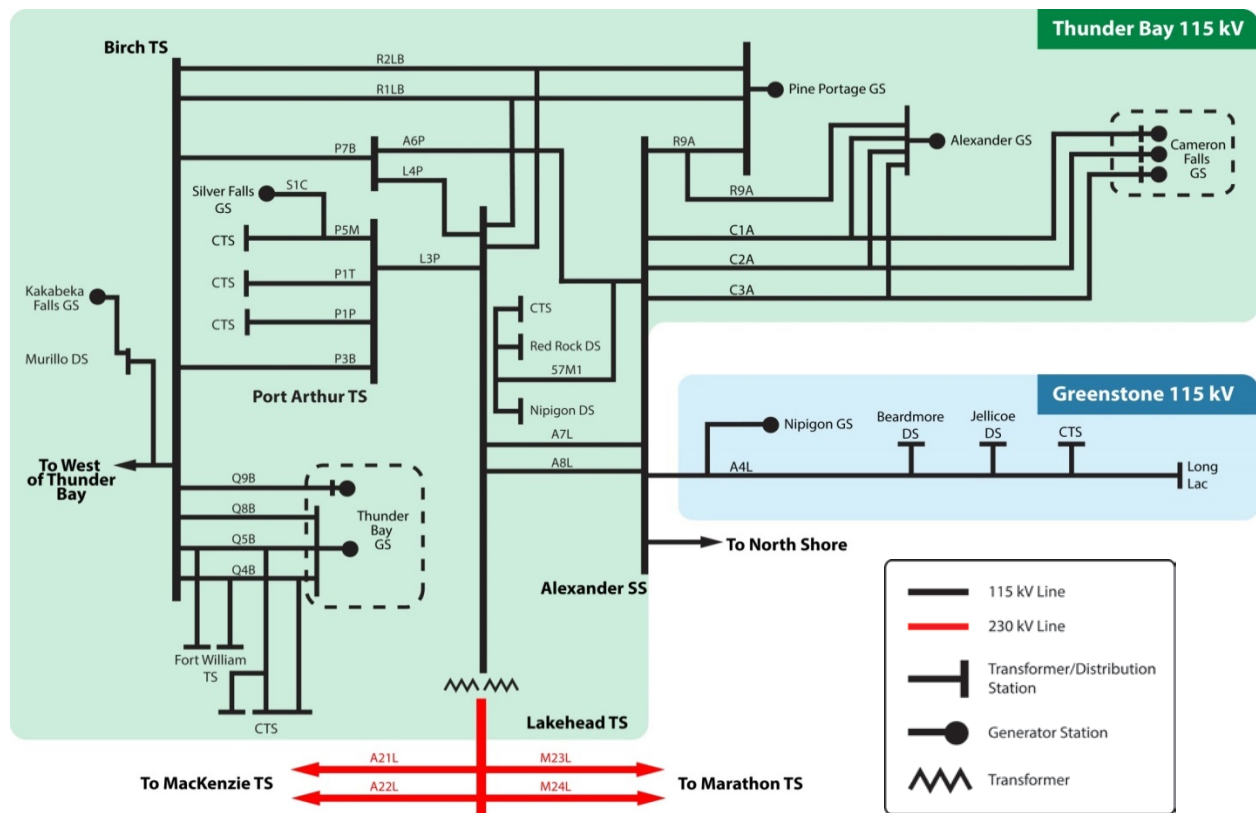 Thunder Bay 115 kV
Birch TS
R2LB
R1LB
Pine Portage GS
P7B
A6P
L4P
R9A
R9A
Alexander GS
Cameron
Falls
GS
Silver Falls
GS
S1C
CTS
P5M
CTS
P1T
CTS
P1P
P3B
L3P
Port Arthur TS
C1A
C2A
C3A
Kakabeka
Falls GS
Murillo DS
CTS
Red Rock DS
57M1
Nipigon DS
A7L
A8L
Greenstone 115 kV
Nipigon GS
Beardmore
DS
Jellicoe
DS
CTS
A4L
Long
Lac
To West
of Thunder
Bay
Q9B
Q8B
Q5B
Q4B
Thunder
Bay
GS
Fort William
TS
CTS
To North Shore
Alexander SS
Lakehead TS
A21L
M23L
To MacKenzie TS
To Marathon TS
A22L
M24L
115 kV Line
230 kV Line
Transformer/Distribution
Station
Generator Station
Transformer